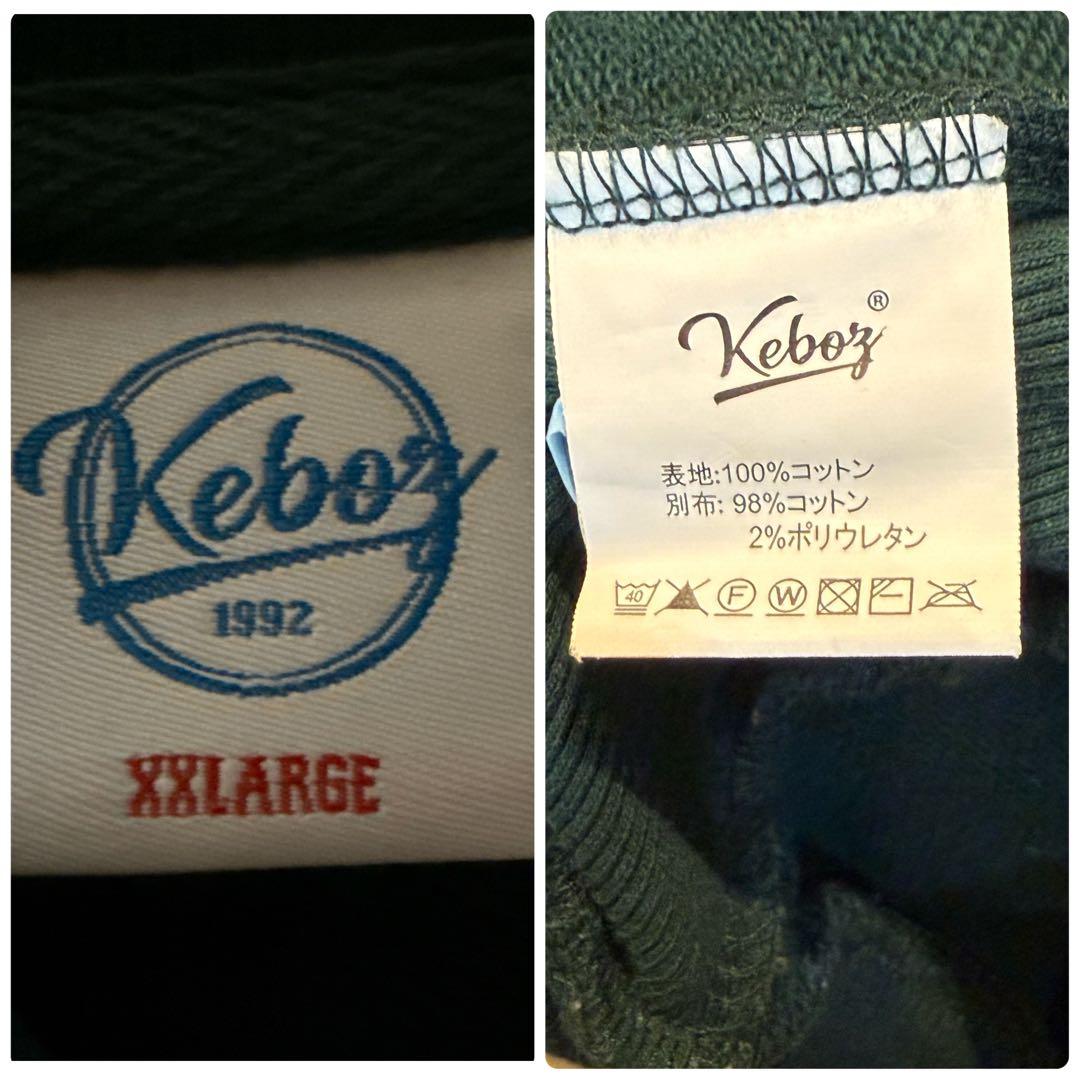 Keboz
1992
XXLARGE
Keboz®
表地:100%コットン
別布: 98%コットン
2%ポリウレタン
40 F W